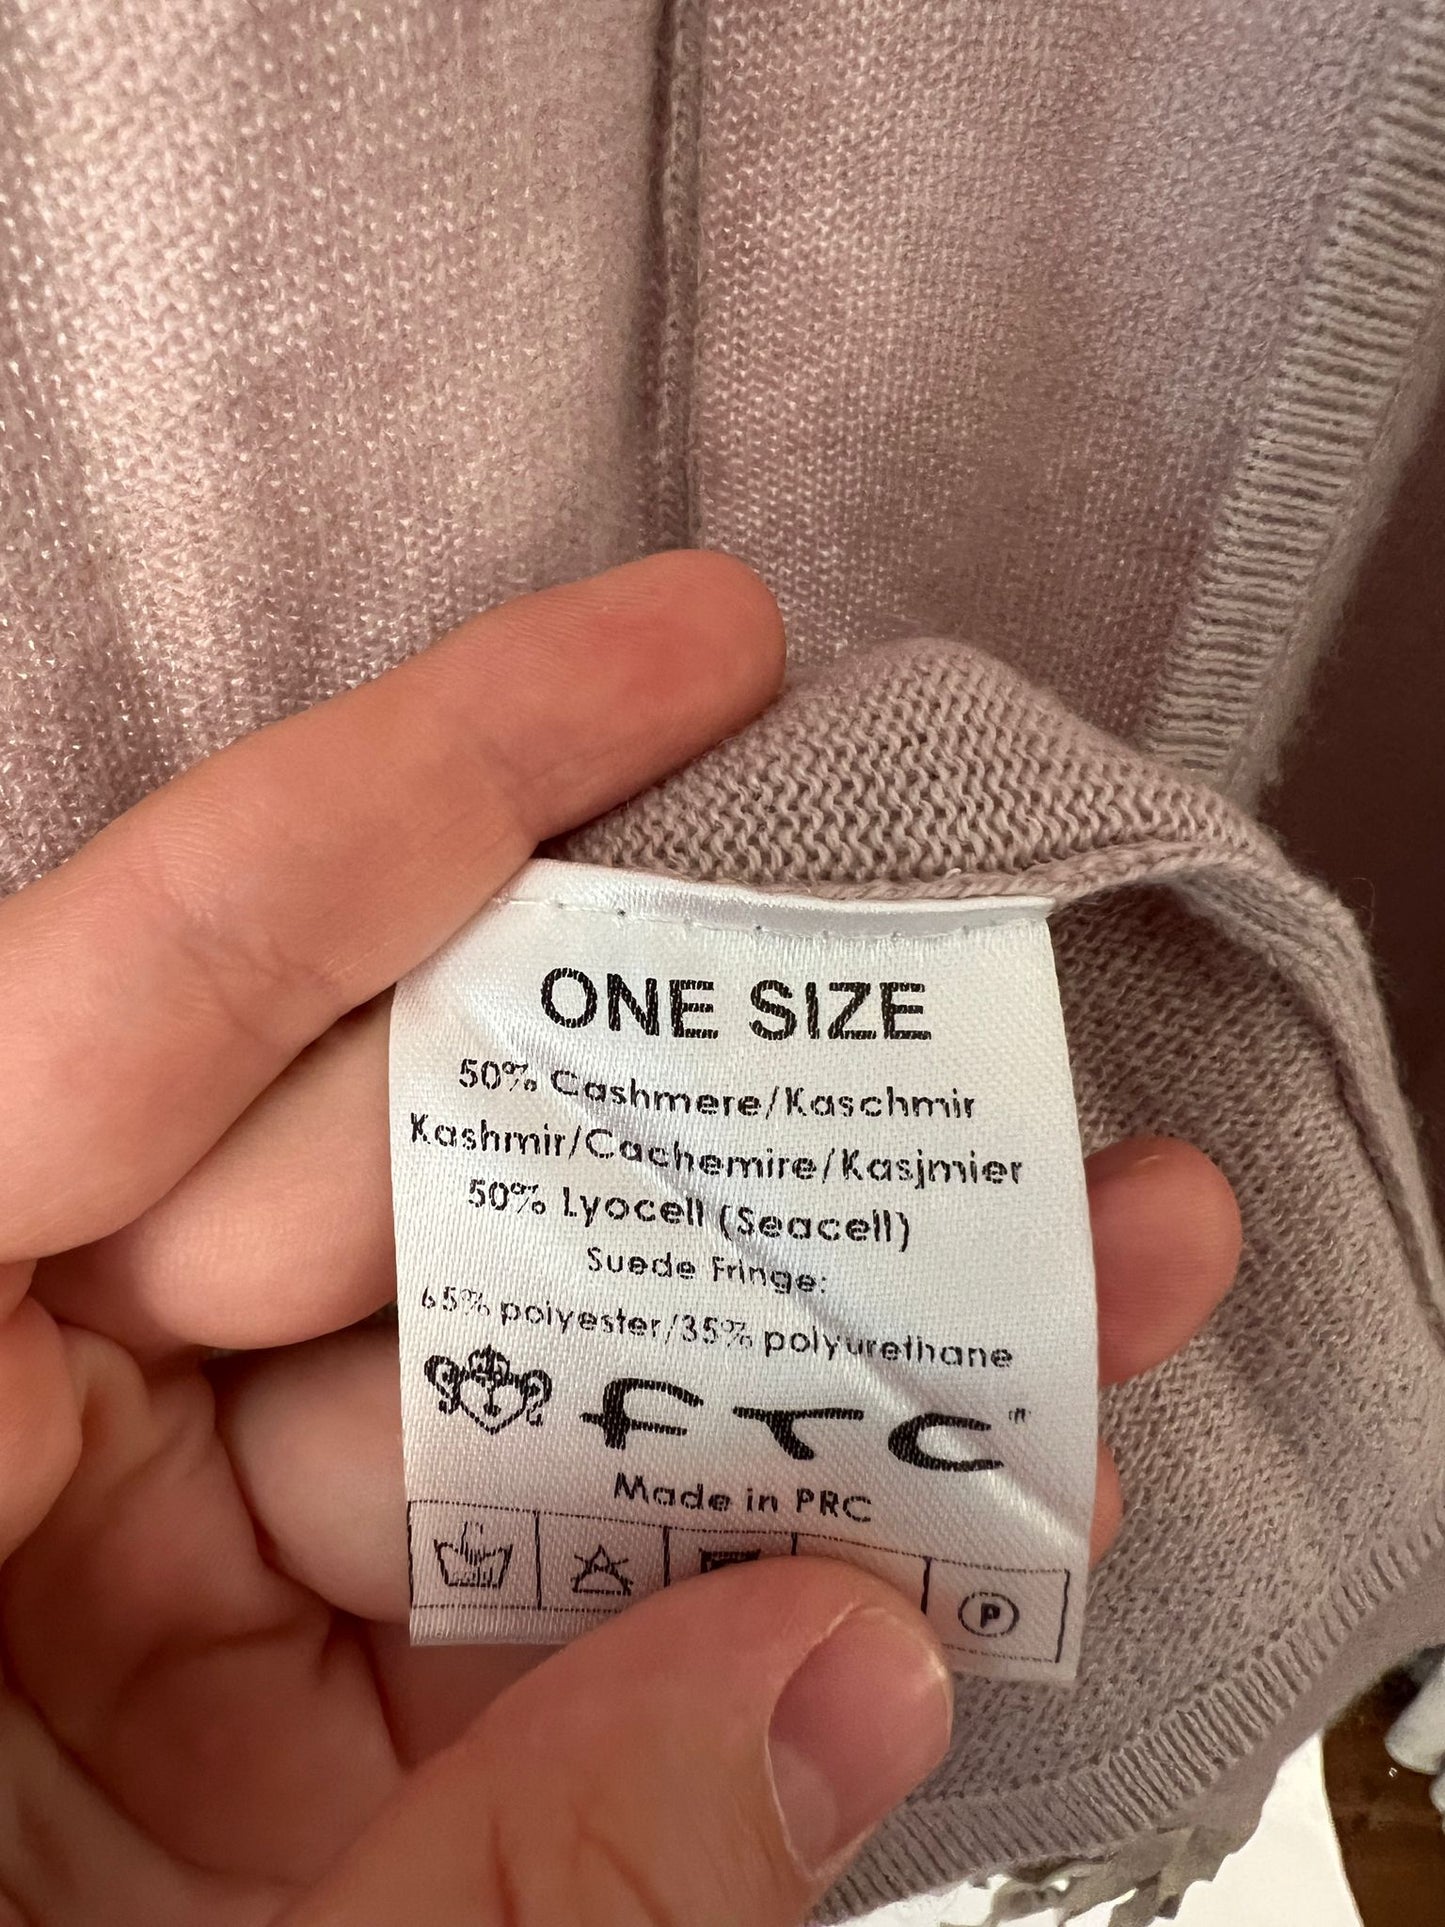 ONE SIZE
50% Cashmere/Kaschmir
Kashmir/Cachemire/Kasjmier
50% Lyocell (Seacell)
Suede Fringe:
65% polyester/35% polyurethane
FTC™
Made in PRC
P